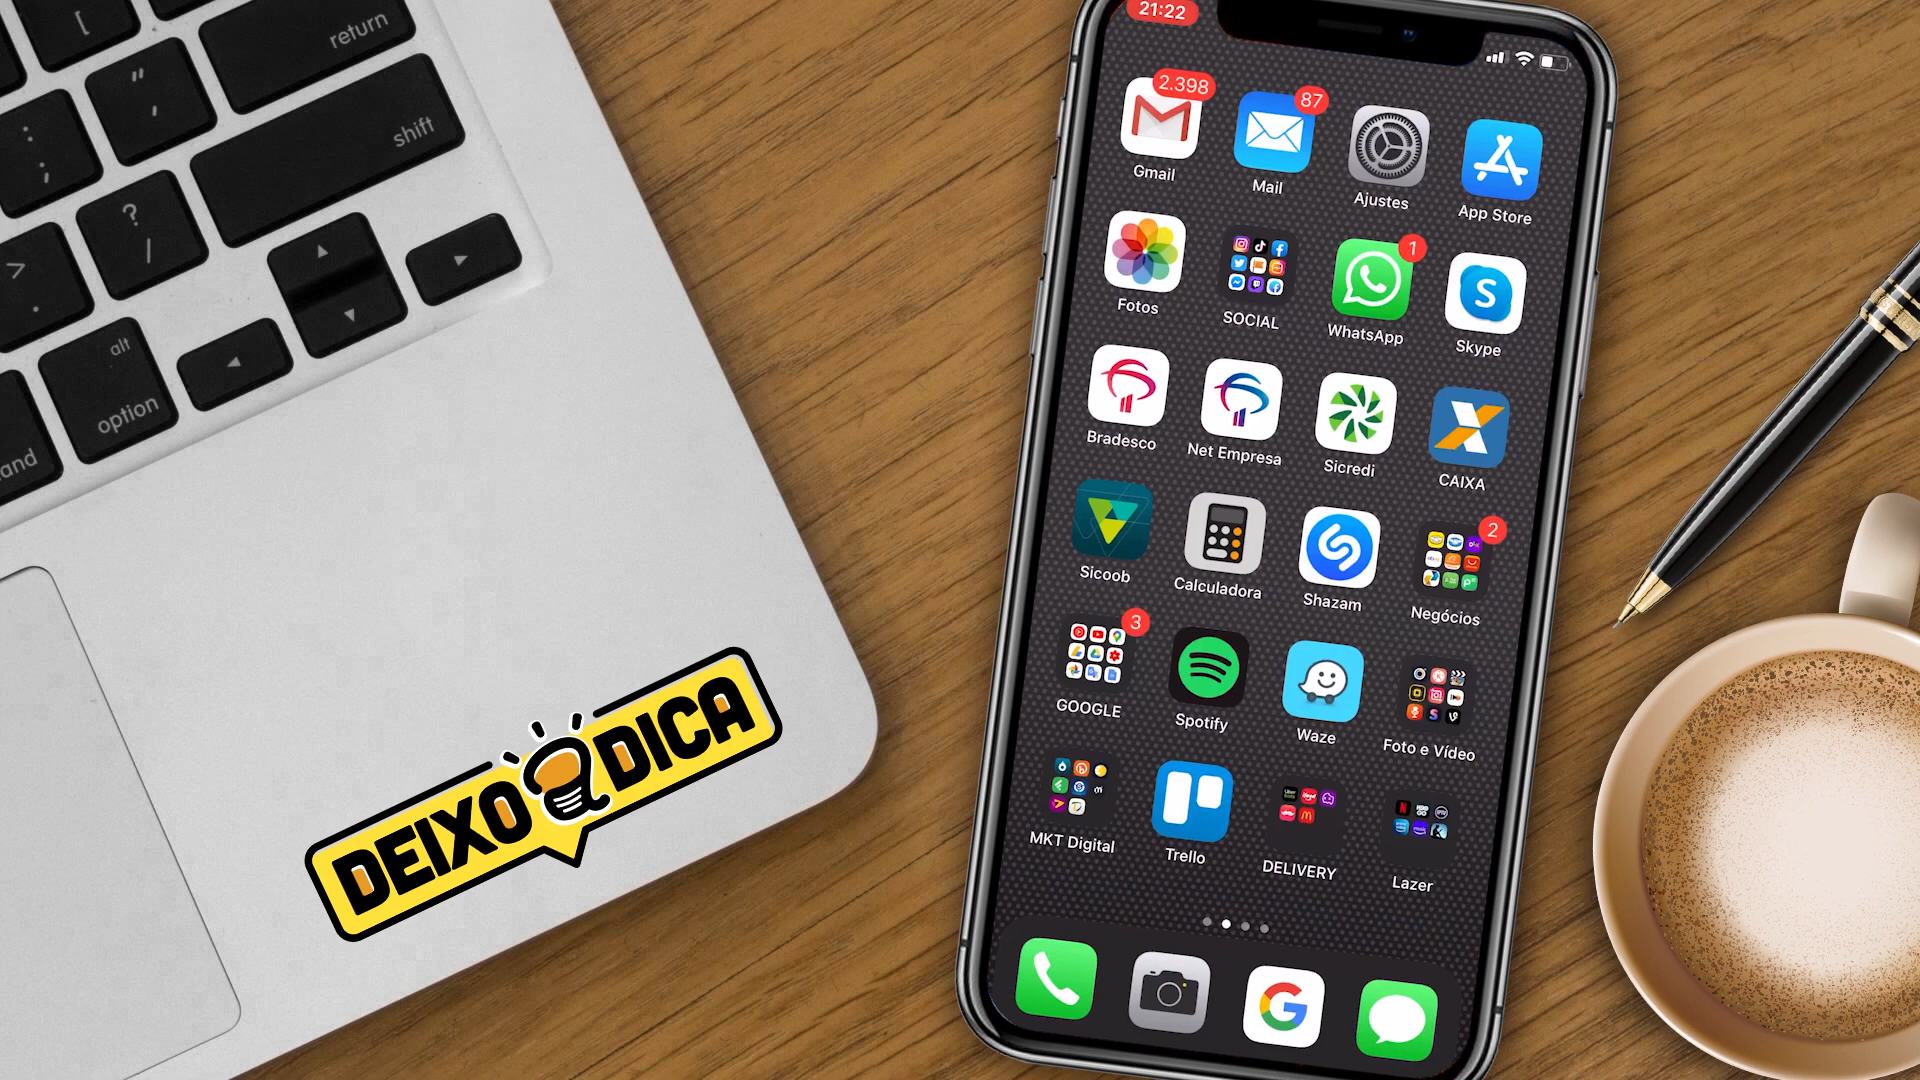 [
return
"
,
shift
:
;
?
/
>
.
alt
option
and
DEIXO DICA
21:22
2.398
87
Gmail
Mail
Ajustes
App Store
1
Fotos
SOCIAL
WhatsApp
S
Skype
Bradesco
Net Empresa
Sicredi
CAIXA
2
Sicoob
Calculadora
Shazam
Negócios
3
GOOGLE
Spotify
Waze
Foto e Vídeo
MKT Digital
Trello
DELIVERY
Lazer
G